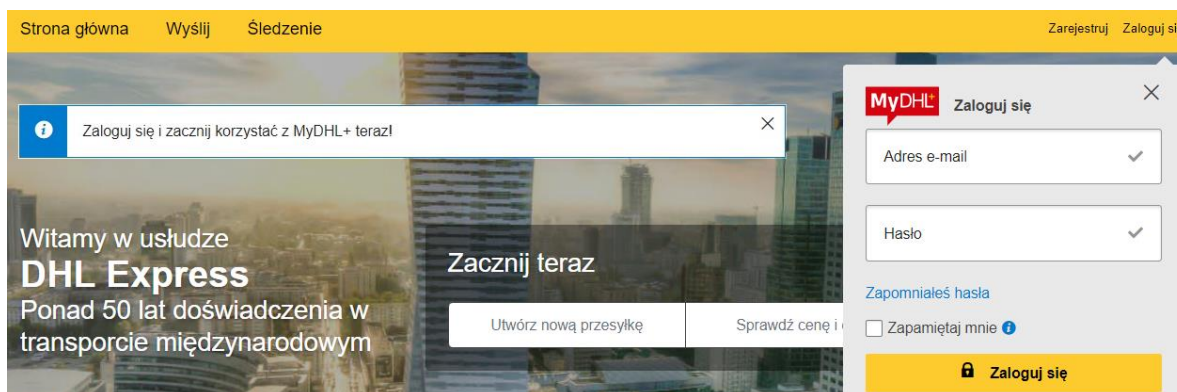 Strona główna Wyślij Śledzenie Zarejestruj Zaloguj si
Zaloguj się i zacznij korzystać z MyDHL+ teraz!
MyDHL+ Zaloguj się
Adres e-mail
Hasło
Witamy w usłudze
DHL Express
Ponad 50 lat doświadczenia w
transporcie międzynarodowym
Zacznij teraz
Utwórz nową przesyłkę Sprawdź cenę i
Zapomniałeś hasła
Zapamiętaj mnie
Zaloguj się